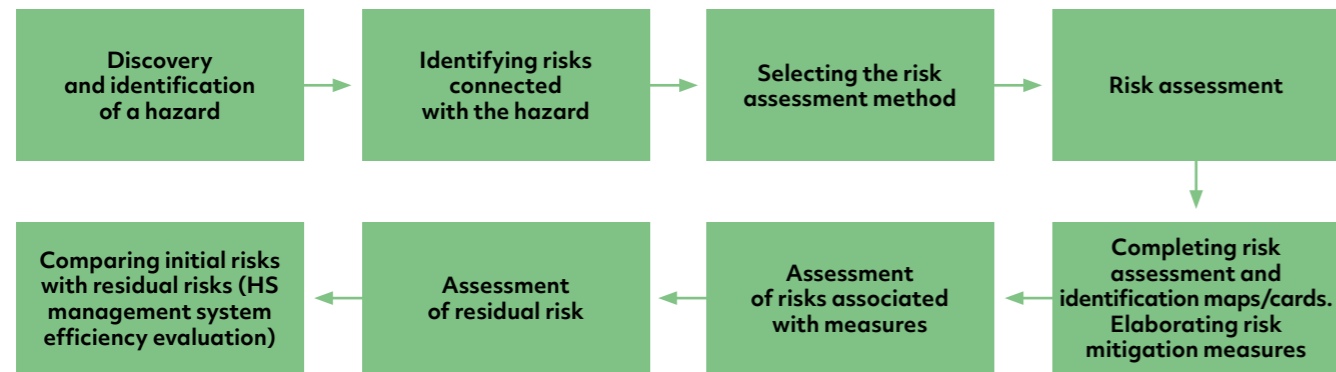 Discovery
and identification
of a hazard
Identifying risks
connected
with the hazard
Selecting the risk
assessment method
Risk assessment
Completing risk
assessment and
identification maps/cards.
Elaborating risk
mitigation measures
Assessment
of risks associated
with measures
Assessment
of residual risk
Comparing initial risks
with residual risks (HS
management system
efficiency evaluation)